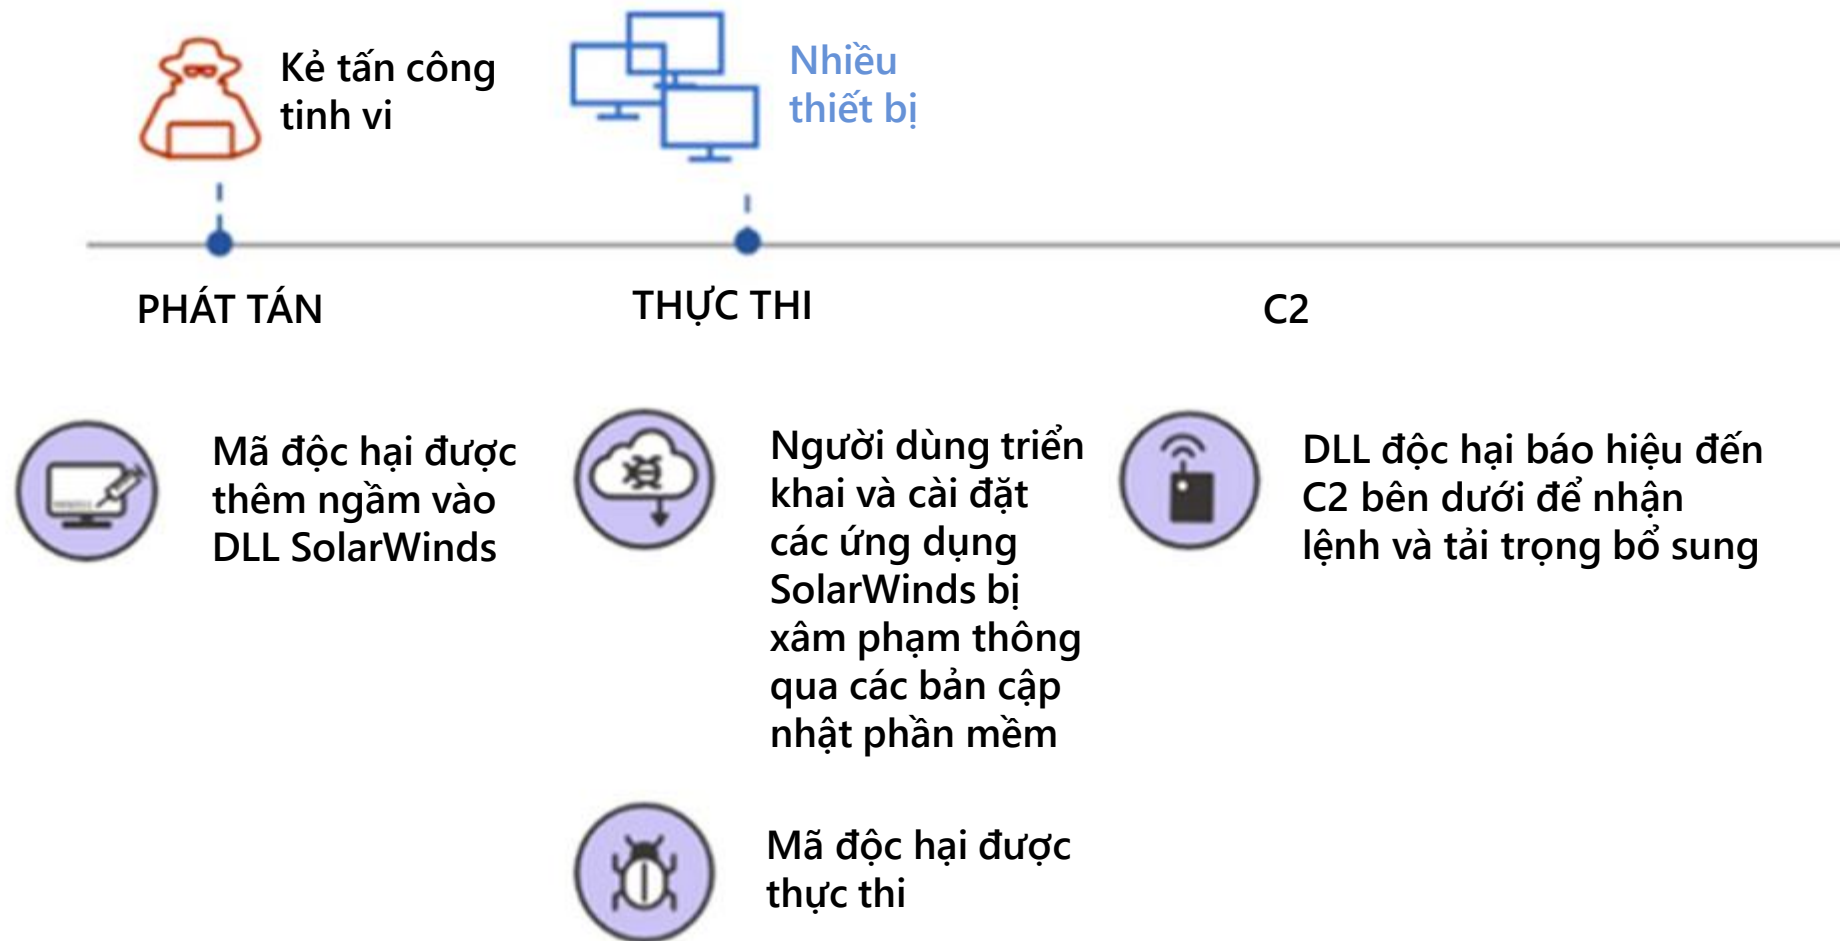 Kẻ tấn công
tinh vi
Nhiều
thiết bị
PHÁT TÁN
THỰC THI
C2
Mã độc hại được
thêm ngầm vào
DLL SolarWinds
Người dùng triển
khai và cài đặt
các ứng dụng
SolarWinds bị
xâm phạm thông
qua các bản cập
nhật phần mềm
Mã độc hại được
thực thi
DLL độc hại báo hiệu đến
C2 bên dưới để nhận
lệnh và tải trọng bổ sung